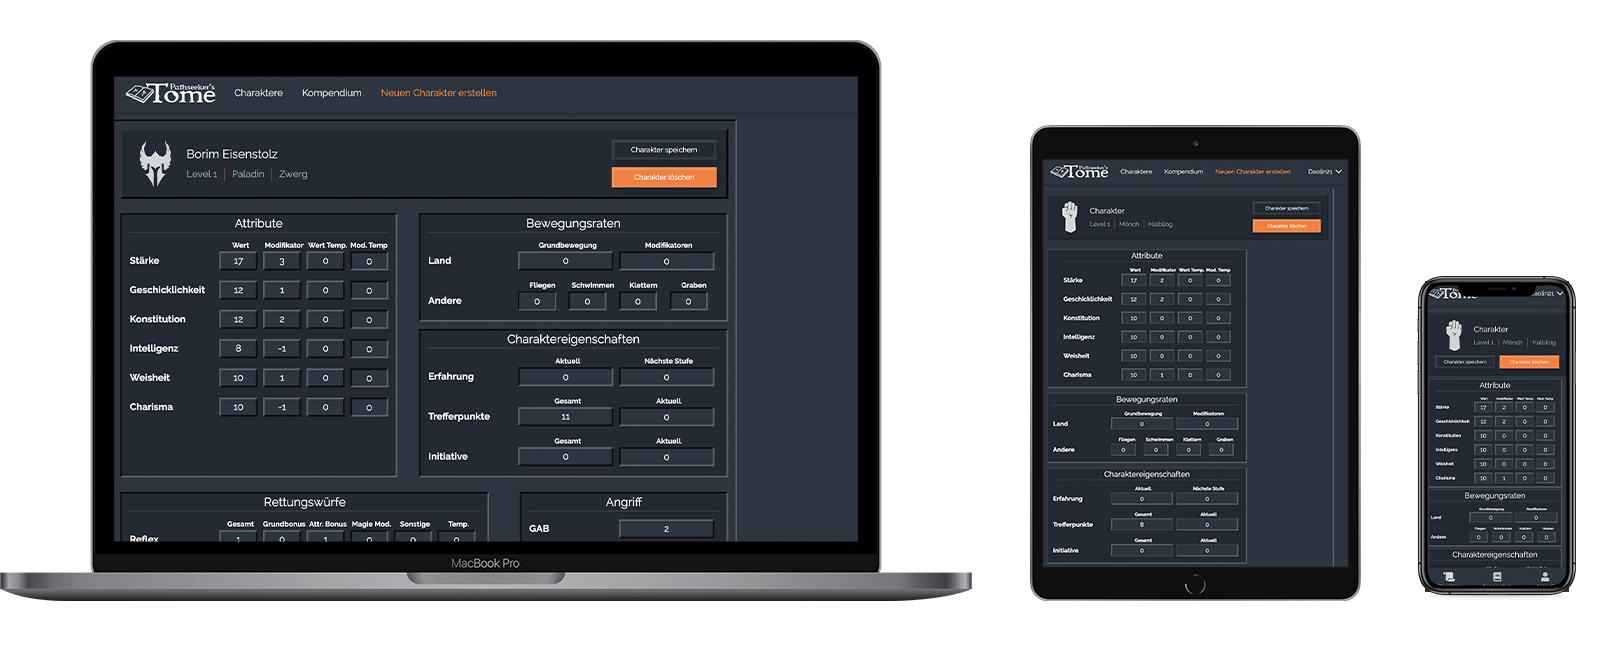 Pathseeker's
Tome
Charaktere Kompendium Neuen Charakter erstellen
Borim Eisenstolz
Level 1 Paladin Zwerg
Charakter speichern
Charakter löschen
Attribute
Wert Modifikator Wert Temp. Mod. Temp
Stärke 17 3 0 0
Geschicklichkeit 12 1 0 0
Konstitution 12 2 0 0
Intelligenz 8 -1 0 0
Weisheit 10 1 0 0
Charisma 10 -1 0 0
Bewegungsraten
Grundbewegung Modifikatoren
Land 0 0
Fliegen Schwimmen Klettern Graben
Andere 0 0 0 0
Charaktereigenschaften
Aktuell Nächste Stufe
Erfahrung 0 0
Gesamt Aktuell
Trefferpunkte 11 0
Gesamt Aktuell
Initiative 0 0
Rettungswürfe
Gesamt Grundbonus Attr. Bonus Magie Mod. Sonstige Temp.
Reflex 1 0 1 0 0 0
Angriff
GAB 2
MacBook Pro
Pathseeker's
Tome
Charaktere Kompendium Neuen Charakter erstellen Daolin21
Charakter
Level 1 Mönch Halbling
Charakter speichern
Charakter löschen
Attribute
Wert Modifikator Wert Temp. Mod. Temp
Stärke 17 2 0 0
Geschicklichkeit 12 2 0 0
Konstitution 10 0 0 0
Intelligenz 10 0 0 0
Weisheit 10 0 0 0
Charisma 10 1 0 0
Bewegungsraten
Grundbewegung Modifikatoren
Land 0 0
Fliegen Schwimmen Klettern Graben
Andere 0 0 0 0
Charaktereigenschaften
Aktuell Nächste Stufe
Erfahrung 0 0
Gesamt Aktuell
Trefferpunkte 8 0
Gesamt Aktuell
Initiative 0 0
Tome Daolin21
Charakter
Level 1 Mönch Halbling
Charakter speichern Charakter löschen
Attribute
Wert Modifikator Wert Temp. Mod. Temp
Stärke 17 2 0 0
Geschicklichkeit 12 2 0 0
Konstitution 10 0 0 0
Intelligenz 10 0 0 0
Weisheit 10 0 0 0
Charisma 10 1 0 0
Bewegungsraten
Grundbewegung Modifikatoren
Land 0 0
Fliegen Schwimmen Klettern Graben
Andere 0 0 0 0
Charaktereigenschaften